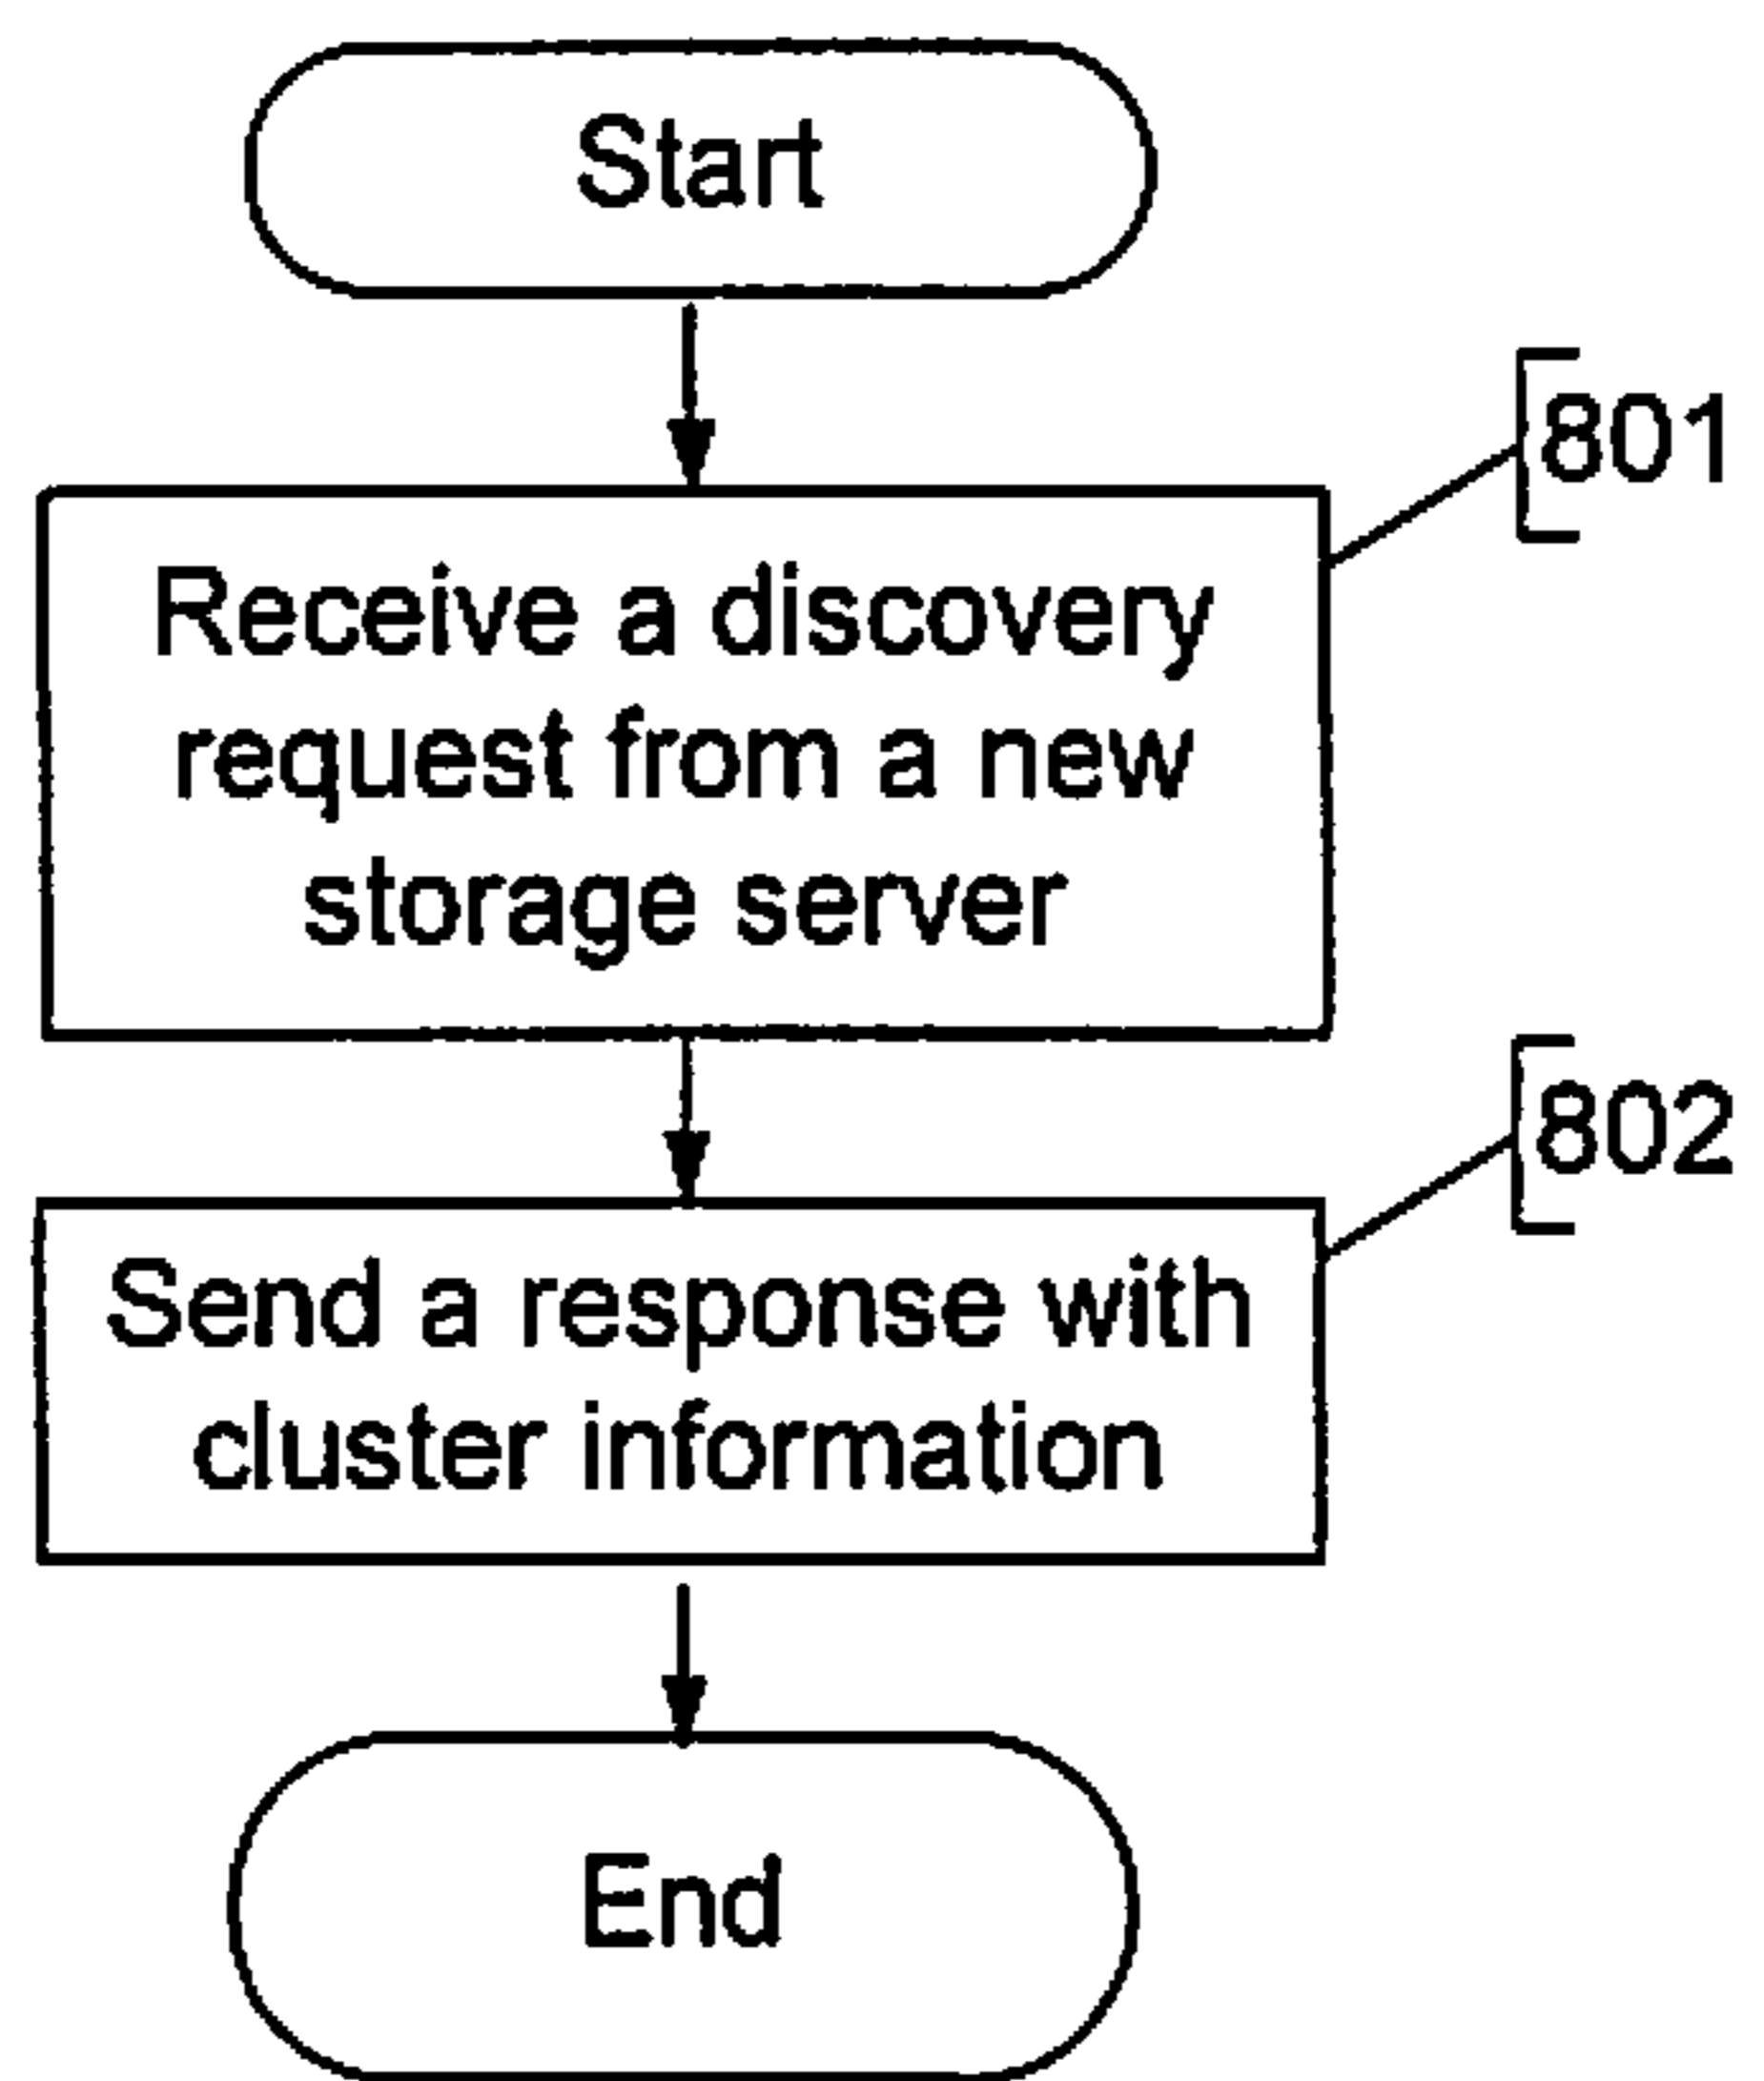 Start
801
Receive a discovery
request from a new
storage server
802
Send a response with
cluster information
End